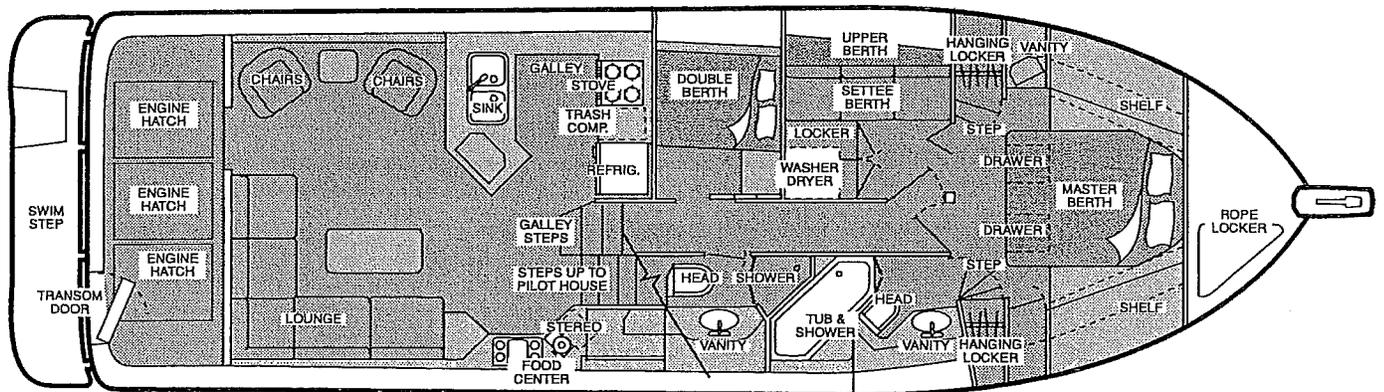 SWIM
STEP
ENGINE
HATCH
ENGINE
HATCH
ENGINE
HATCH
TRANSOM
DOOR
CHAIRS
CHAIRS
LOUNGE
SINK
GALLEY
STOVE
TRASH
COMP.
REFRIG.
GALLEY
STEPS
STEPS UP TO
PILOT HOUSE
STERED
FOOD
CENTER
DOUBLE
BERTH
UPPER
BERTH
SETTEE
BERTH
LOCKER
WASHER
DRYER
HEAD
SHOWER
VANITY
TUB &
SHOWER
HEAD
VANITY
HANGING
LOCKER
VANITY
STEP
DRAWER
DRAWER
STEP
HANGING
LOCKER
MASTER
BERTH
SHELF
SHELF
ROPE
LOCKER